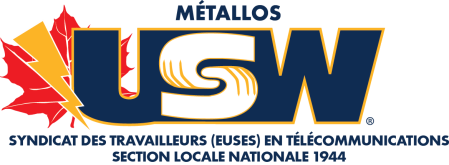 MÉTALLOS
USW®
SYNDICAT DES TRAVAILLEURS (EUSES) EN TÉLÉCOMMUNICATIONS
SECTION LOCALE NATIONALE 1944